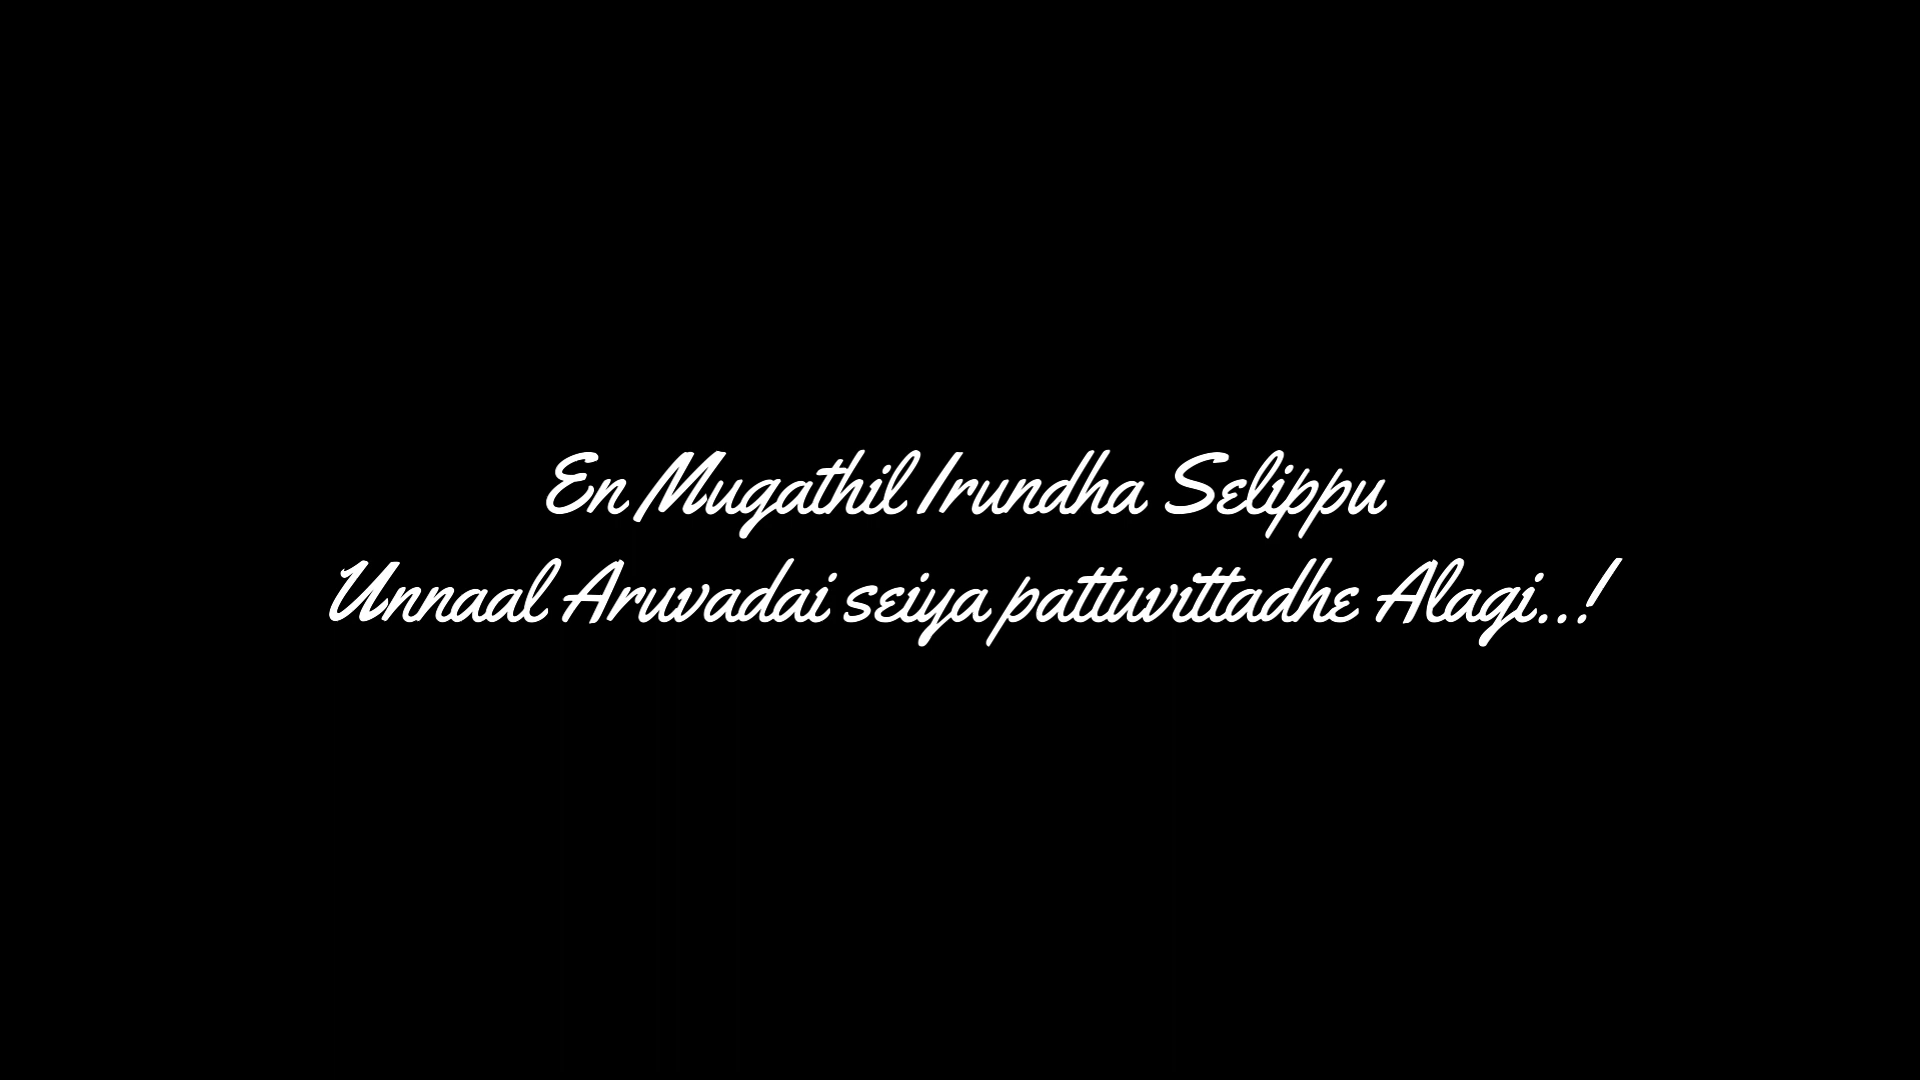 En Mugathil Irundha Selippu
Unnaal Aruvadai seiya pattuvittadhe Alagi..!